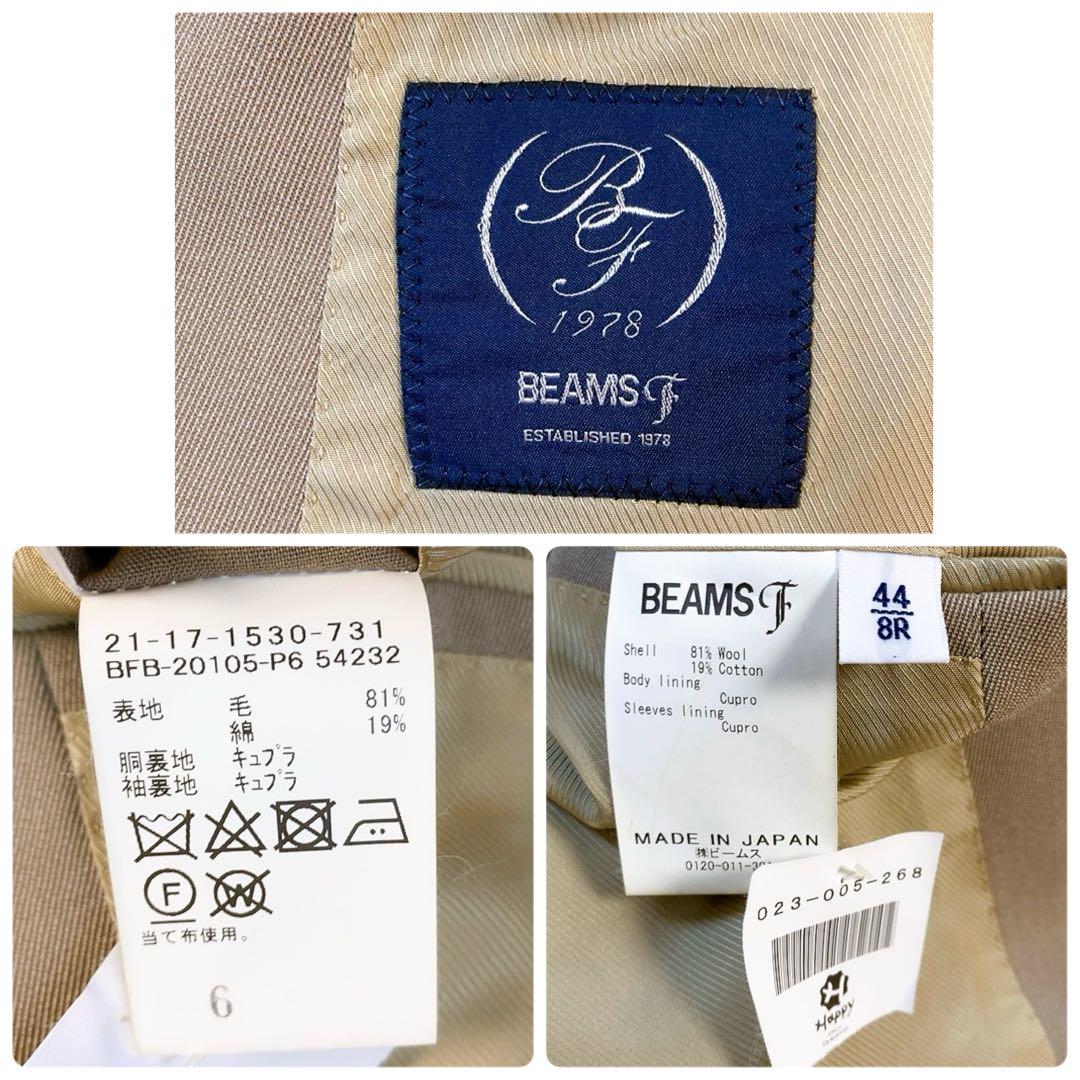 BF
1978
BEAMS F
ESTABLISHED 1978
21-17-1530-731
BFB-20105-P6 54232
表地 毛 81%
綿 19%
胴裏地 キュプラ
袖裏地 キュプラ
F W
当て布使用。
6
BEAMS F
Shell 81% Wool
19% Cotton
Body lining
Cupro
Sleeves lining
Cupro
MADE IN JAPAN
㈱ビームス
0120-011-301
44
8R
023-005-268
Happy